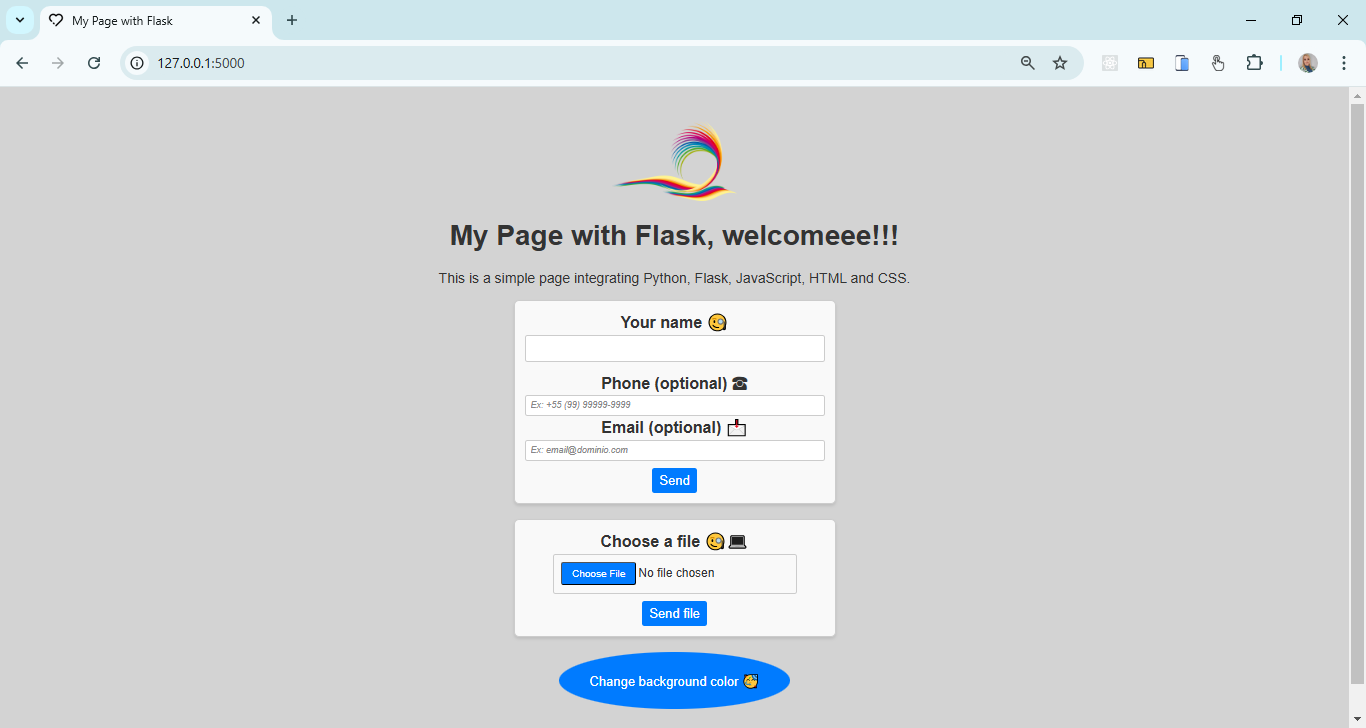 My Page with Flask
127.0.0.1:5000
My Page with Flask, welcomeee!!!
This is a simple page integrating Python, Flask, JavaScript, HTML and CSS.
Your name 🧐
Phone (optional) ☎
Ex: +55 (99) 99999-9999
Email (optional) 📩
Ex: email@dominio.com
Send
Choose a file 🧐💻
Choose File No file chosen
Send file
Change background color 🥳